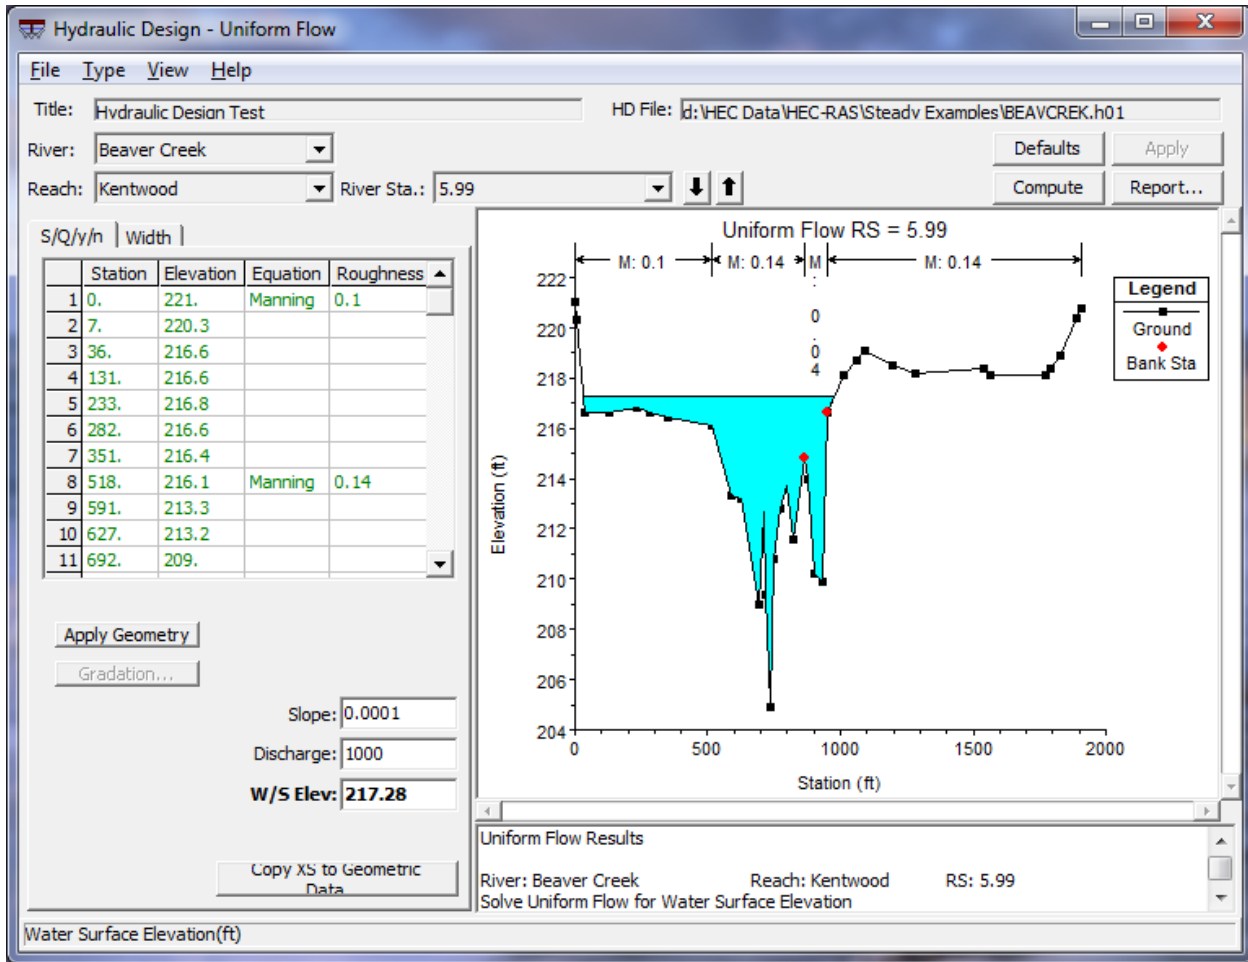 Hydraulic Design - Uniform Flow
File Type View Help
Title: Hydraulic Design Test HD File: d:\HEC Data\HEC-RAS\Steady Examples\BEAVCREK.h01
River: Beaver Creek Defaults Apply
Reach: Kentwood River Sta.: 5.99 Compute Report...
S/Q/y/n Width
Station Elevation Equation Roughness
1 0. 221. Manning 0.1
2 7. 220.3
3 36. 216.6
4 131. 216.6
5 233. 216.8
6 282. 216.6
7 351. 216.4
8 518. 216.1 Manning 0.14
9 591. 213.3
10 627. 213.2
11 692. 209.
Apply Geometry
Gradation...
Slope: 0.0001
Discharge: 1000
W/S Elev: 217.28
Copy XS to Geometric
Data
Uniform Flow RS = 5.99
M: 0.1 M: 0.14 M : 0 . 0 4 M: 0.14
222
220
218
216
214
212
210
208
206
204
Elevation (ft)
0 500 1000 1500 2000
Station (ft)
Legend
Ground
Bank Sta
Uniform Flow Results
River: Beaver Creek Reach: Kentwood RS: 5.99
Solve Uniform Flow for Water Surface Elevation
Water Surface Elevation(ft)